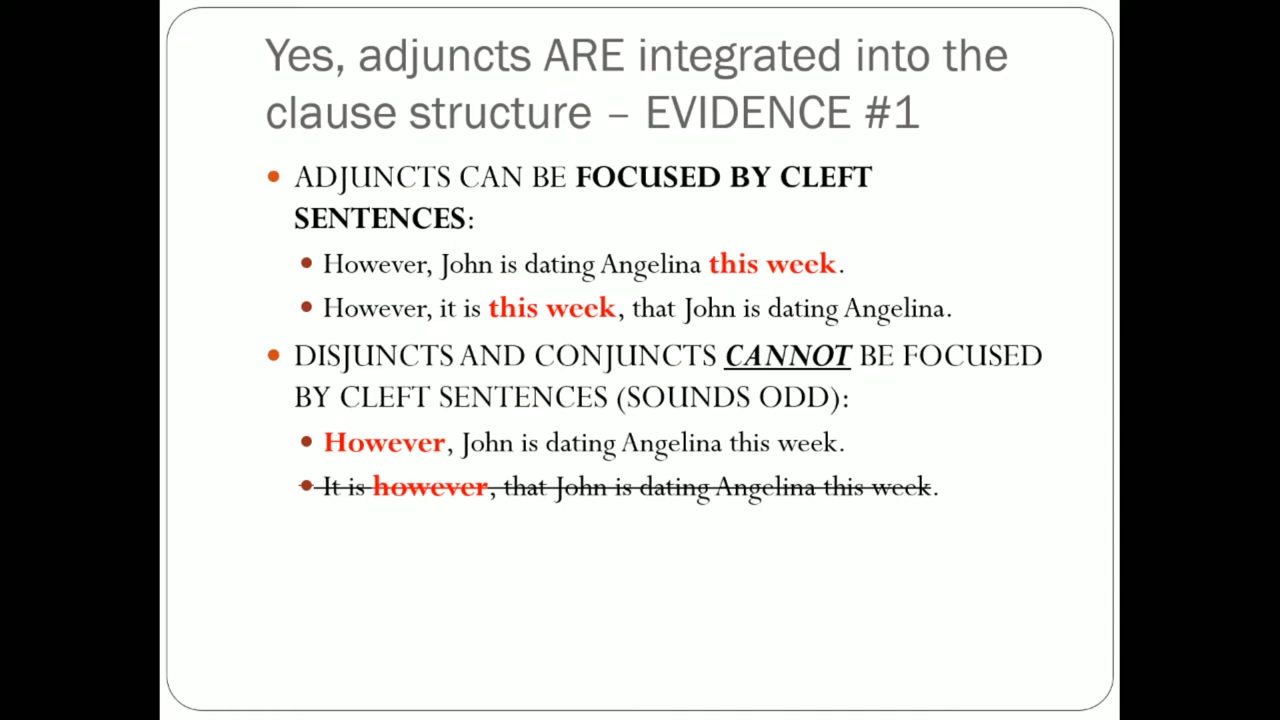 Yes, adjuncts ARE integrated into the
clause structure – EVIDENCE #1
ADJUNCTS CAN BE FOCUSED BY CLEFT
SENTENCES:
However, John is dating Angelina this week.
However, it is this week, that John is dating Angelina.
DISJUNCTS AND CONJUNCTS CANNOT BE FOCUSED
BY CLEFT SENTENCES (SOUNDS ODD):
However, John is dating Angelina this week.
It is however, that John is dating Angelina this week.